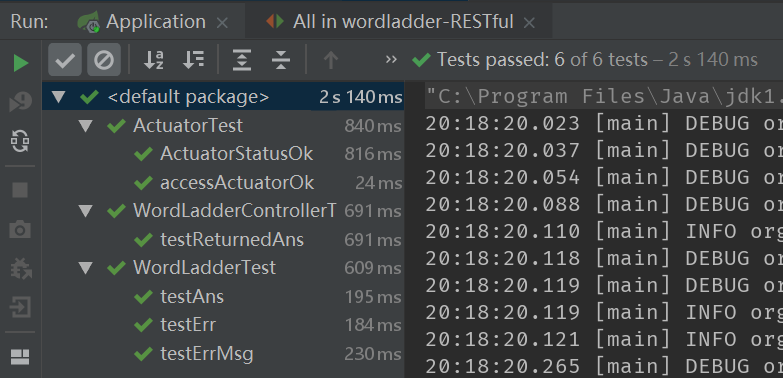 Run: Application All in wordladder-RESTful
Tests passed: 6 of 6 tests – 2 s 140 ms
<default package> 2 s 140 ms
ActuatorTest 840 ms
ActuatorStatusOk 816 ms
accessActuatorOk 24 ms
WordLadderControllerT 691 ms
testReturnedAns 691 ms
WordLadderTest 609 ms
testAns 195 ms
testErr 184 ms
testErrMsg 230 ms
"C:\Program Files\Java\jdk1.
20:18:20.023 [main] DEBUG or
20:18:20.037 [main] DEBUG or
20:18:20.054 [main] DEBUG or
20:18:20.088 [main] DEBUG or
20:18:20.110 [main] INFO org
20:18:20.118 [main] DEBUG or
20:18:20.119 [main] DEBUG or
20:18:20.119 [main] INFO org
20:18:20.121 [main] INFO org
20:18:20.265 [main] DEBUG or